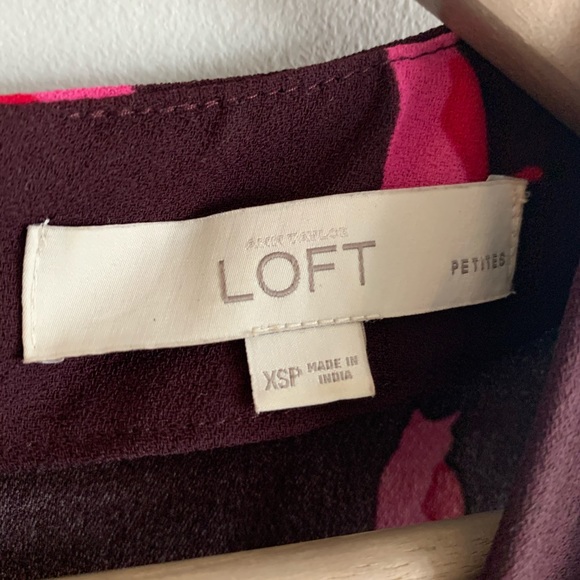 ANN TAYLOR
LOFT
PETITES
XSP
MADE IN
INDIA